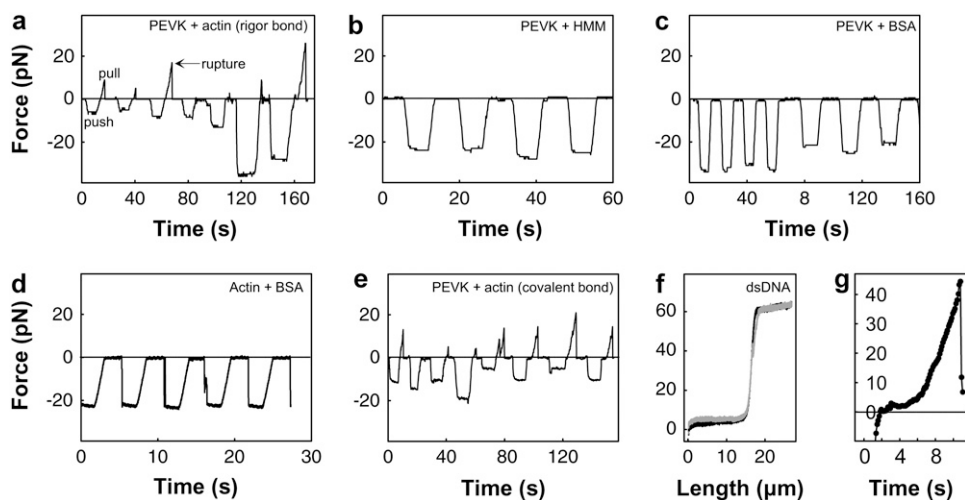 a
PEVK + actin (rigor bond)
Force (pN)
20
0
-20
pull
push
rupture
0
40
80
120
160
Time (s)
b
PEVK + HMM
20
0
-20
0
20
40
60
Time (s)
c
PEVK + BSA
20
0
-20
0
40
8
120
160
Time (s)
d
Actin + BSA
Force (pN)
20
0
-20
0
10
20
30
Time (s)
e
PEVK + actin (covalent bond)
20
0
-20
0
40
80
120
Time (s)
f
dsDNA
60
40
20
0
0
10
20
Length (µm)
g
40
30
20
10
0
0
4
8
Time (s)